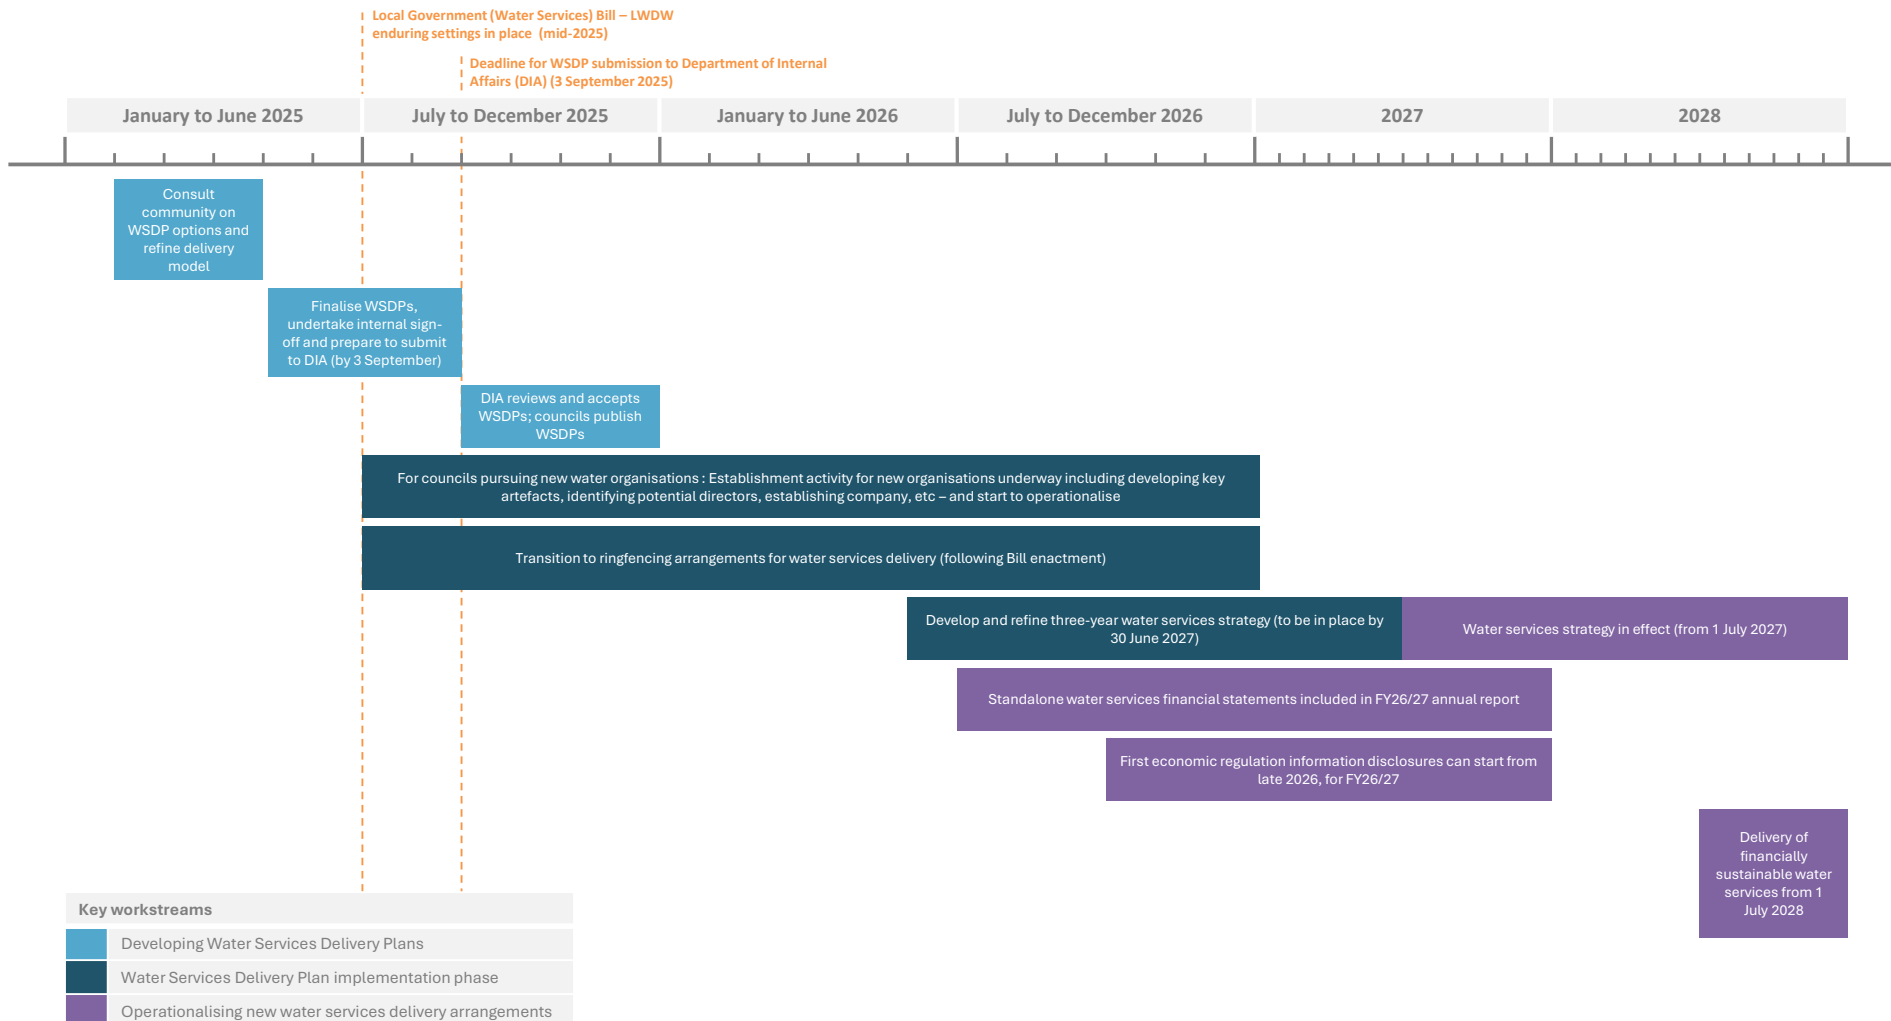 Local Government (Water Services) Bill – LWDW
enduring settings in place (mid-2025)
Deadline for WSDP submission to Department of Internal
Affairs (DIA) (3 September 2025)
January to June 2025
July to December 2025
January to June 2026
July to December 2026
2027
2028
Consult
community on
WSDP options and
refine delivery
model
Finalise WSDPs,
undertake internal sign-
off and prepare to submit
to DIA (by 3 September)
DIA reviews and accepts
WSDPs; councils publish
WSDPs
For councils pursuing new water organisations : Establishment activity for new organisations underway including developing key
artefacts, identifying potential directors, establishing company, etc – and start to operationalise
Transition to ringfencing arrangements for water services delivery (following Bill enactment)
Develop and refine three-year water services strategy (to be in place by
30 June 2027)
Water services strategy in effect (from 1 July 2027)
Standalone water services financial statements included in FY26/27 annual report
First economic regulation information disclosures can start from
late 2026, for FY26/27
Delivery of
financially
sustainable water
services from 1
July 2028
Key workstreams
Developing Water Services Delivery Plans
Water Services Delivery Plan implementation phase
Operationalising new water services delivery arrangements